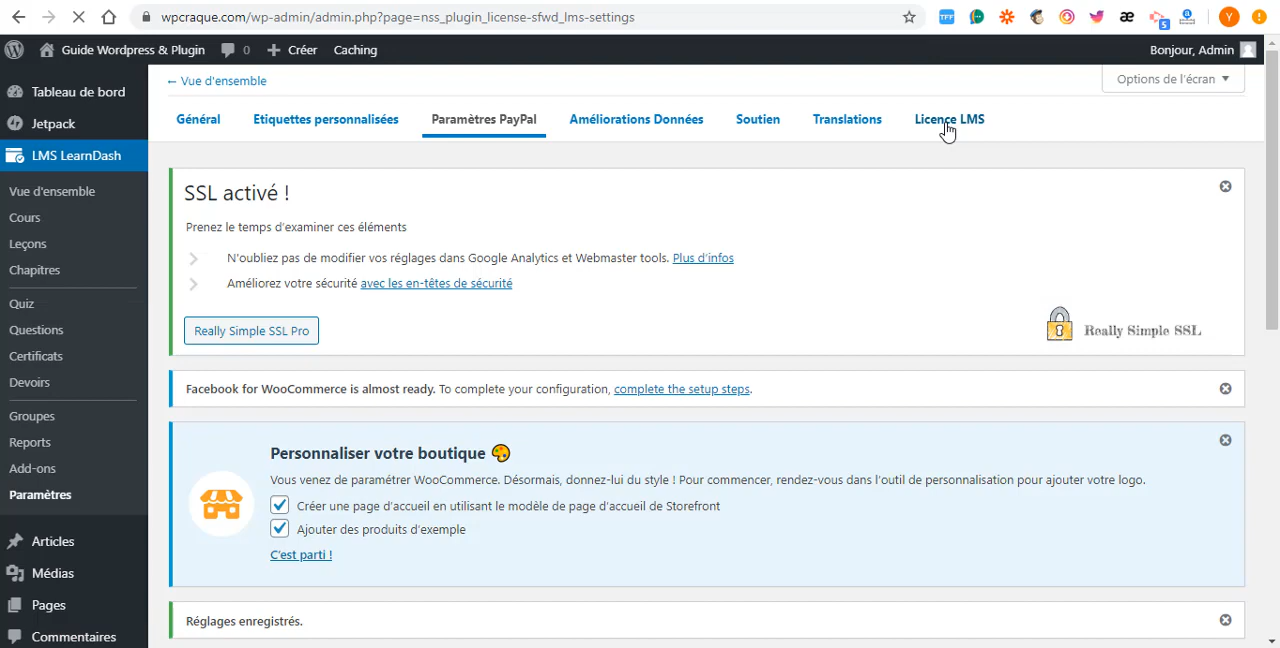 wpcraque.com/wp-admin/admin.php?page=nss_plugin_license-sfwd_lms-settings
TFF
æ
5
Y
Guide Wordpress & Plugin
0
Créer
Caching
Bonjour, Admin
Tableau de bord
Jetpack
LMS LearnDash
Vue d'ensemble
Cours
Leçons
Chapitres
Quiz
Questions
Certificats
Devoirs
Groupes
Reports
Add-ons
Paramètres
Articles
Médias
Pages
Commentaires
← Vue d'ensemble
Options de l'écran ▼
Général
Etiquettes personnalisées
Paramètres PayPal
Améliorations Données
Soutien
Translations
Licence LMS
SSL activé !
Prenez le temps d'examiner ces éléments
N'oubliez pas de modifier vos réglages dans Google Analytics et Webmaster tools. Plus d'infos
Améliorez votre sécurité avec les en-têtes de sécurité
Really Simple SSL Pro
Really Simple SSL
Facebook for WooCommerce is almost ready. To complete your configuration, complete the setup steps.
Personnaliser votre boutique
Vous venez de paramétrer WooCommerce. Désormais, donnez-lui du style ! Pour commencer, rendez-vous dans l'outil de personnalisation pour ajouter votre logo.
Créer une page d'accueil en utilisant le modèle de page d'accueil de Storefront
Ajouter des produits d'exemple
C'est parti !
Réglages enregistrés.